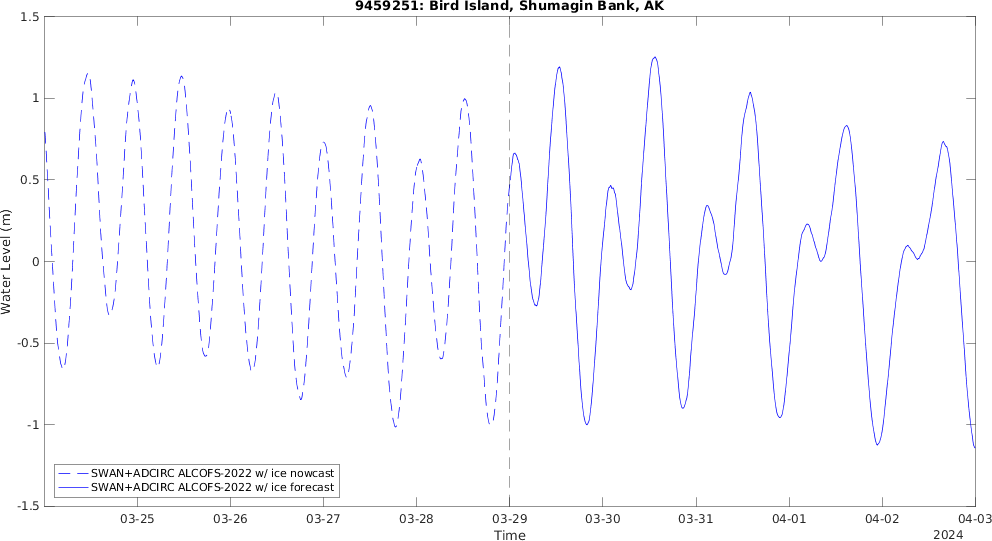 9459251: Bird Island, Shumagin Bank, AK
1.5
1
0.5
0
-0.5
-1
-1.5
Water Level (m)
SWAN+ADCIRC ALCOFS-2022 w/ ice nowcast
SWAN+ADCIRC ALCOFS-2022 w/ ice forecast
03-25 03-26 03-27 03-28 03-29 03-30 03-31 04-01 04-02 04-03
Time
2024